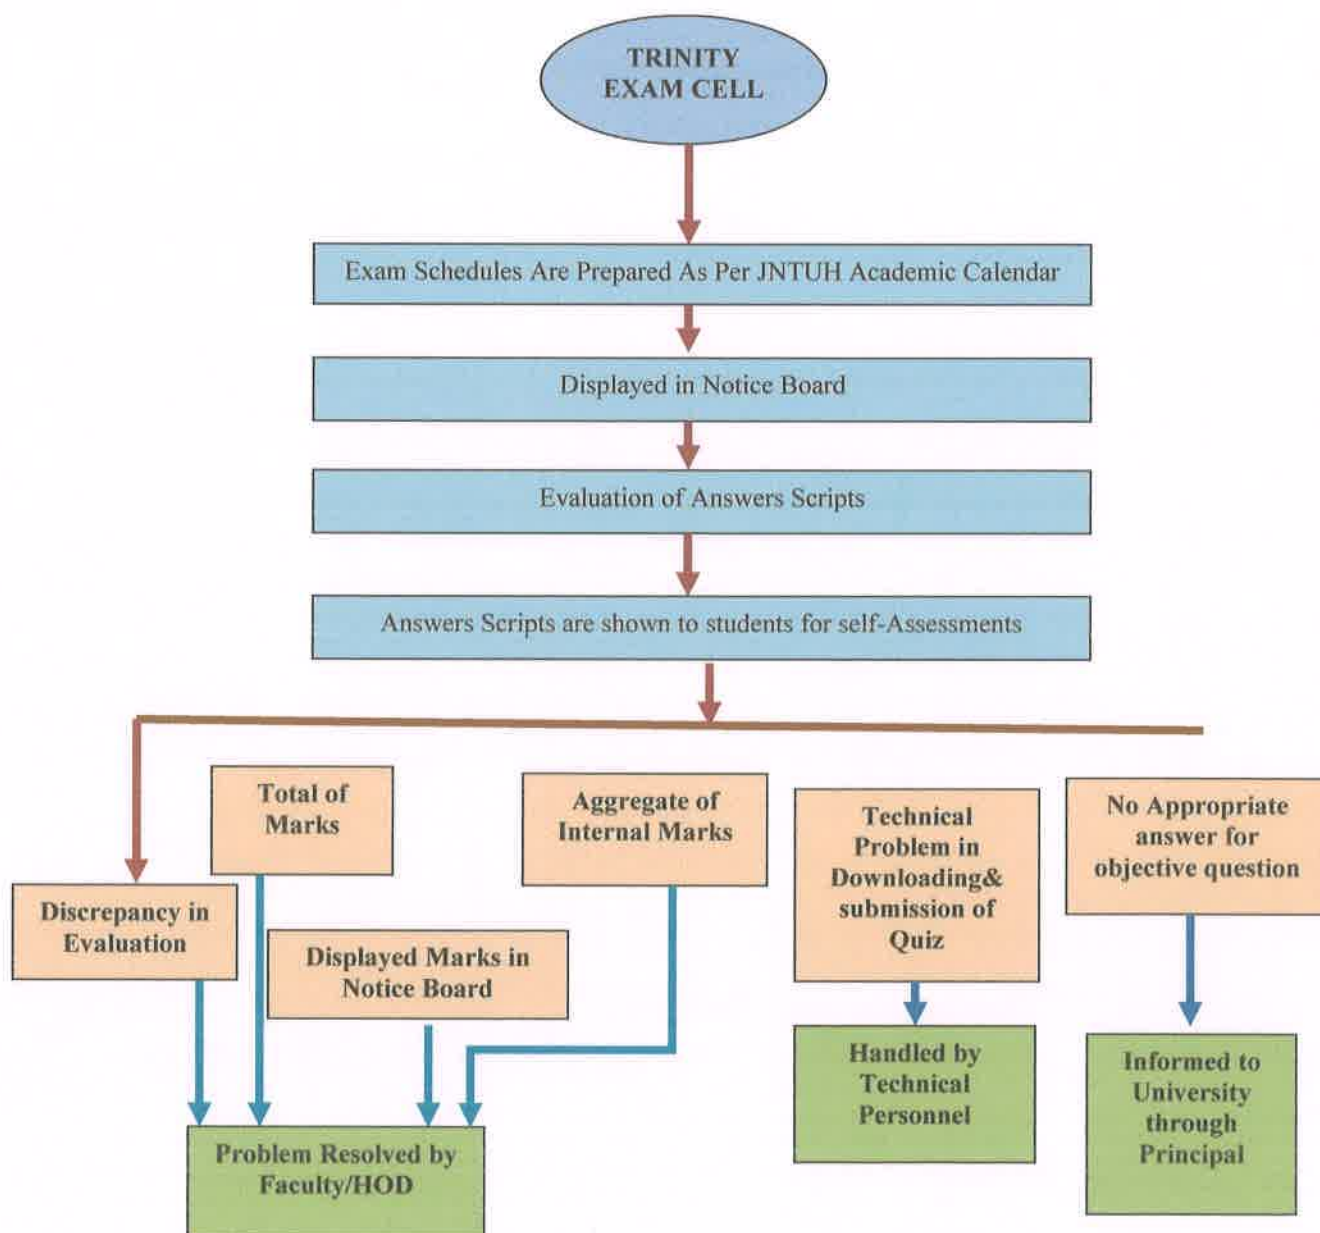 TRINITY
EXAM CELL
Exam Schedules Are Prepared As Per JNTUH Academic Calendar
Displayed in Notice Board
Evaluation of Answers Scripts
Answers Scripts are shown to students for self-Assessments
Total of
Marks
Aggregate of
Internal Marks
Technical
Problem in
Downloading&
submission of
Quiz
No Appropriate
answer for
objective question
Discrepancy in
Evaluation
Displayed Marks in
Notice Board
Handled by
Technical
Personnel
Informed to
University
through
Principal
Problem Resolved by
Faculty/HOD